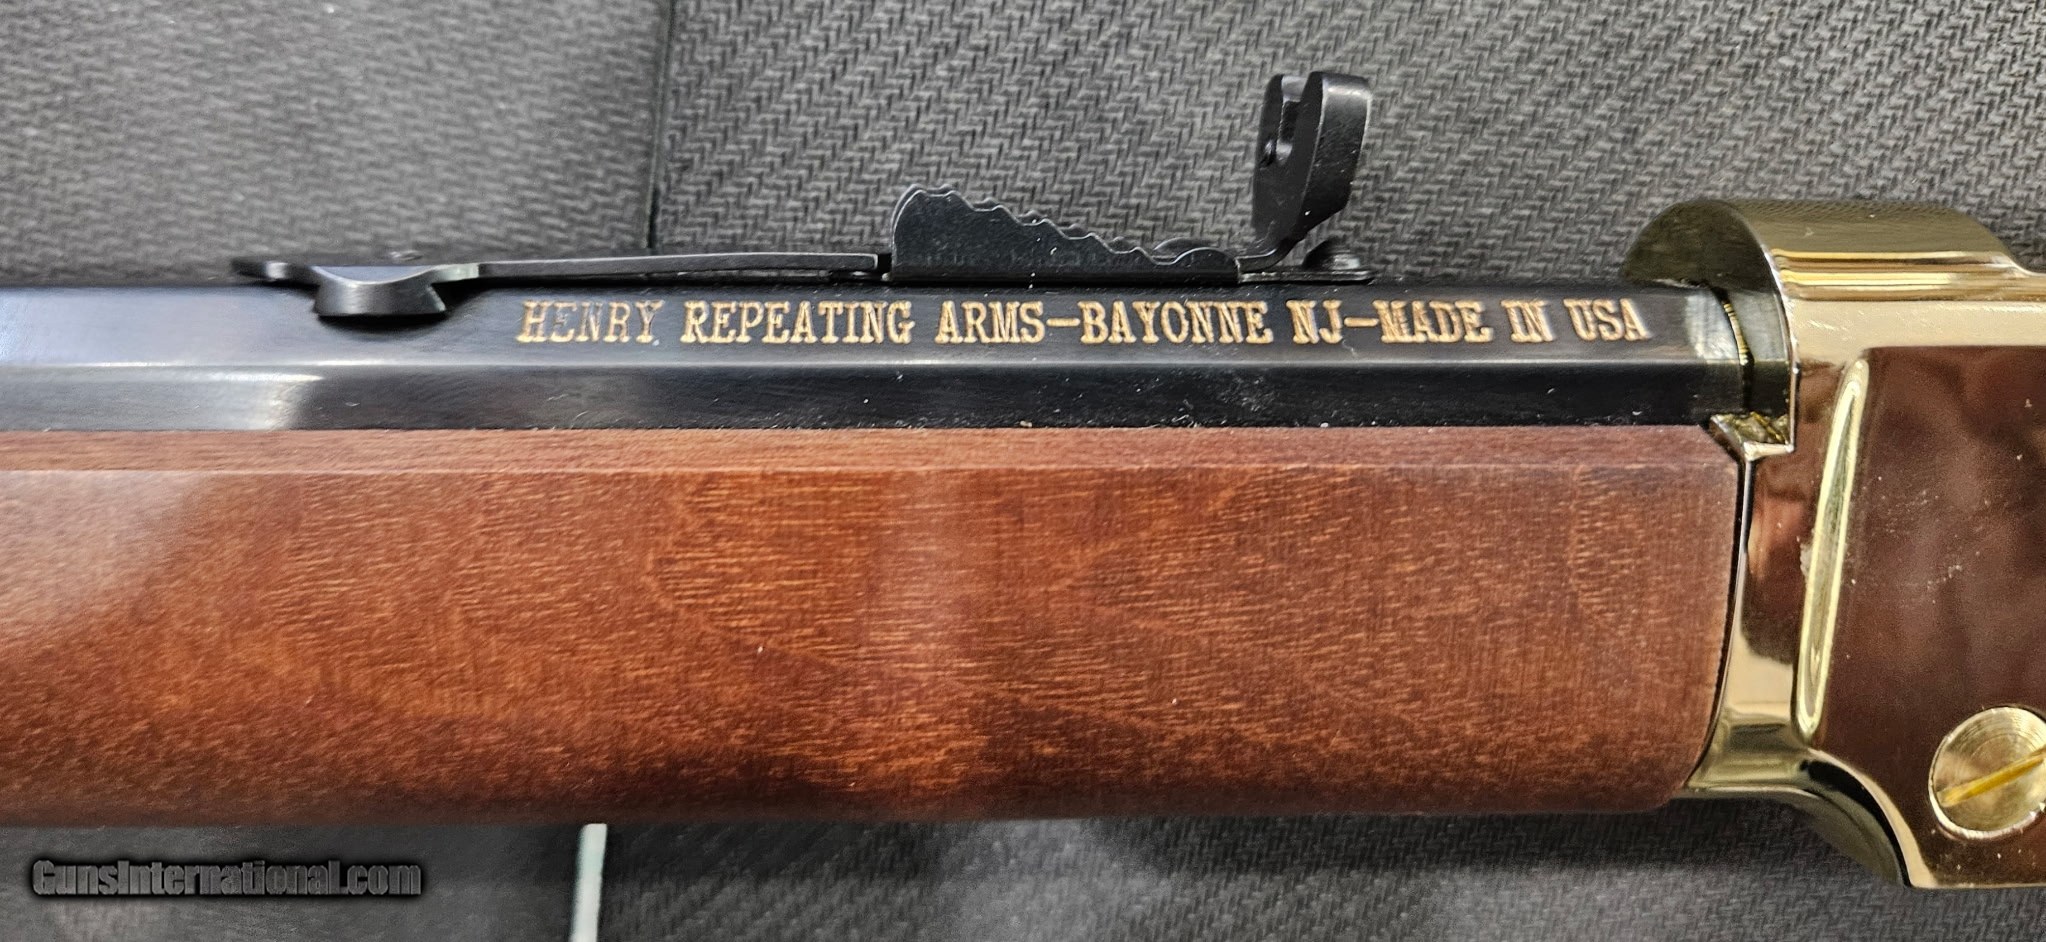 HENRY REPEATING ARMS–BAYONNE NJ–MADE IN USA
GunsInternational.com